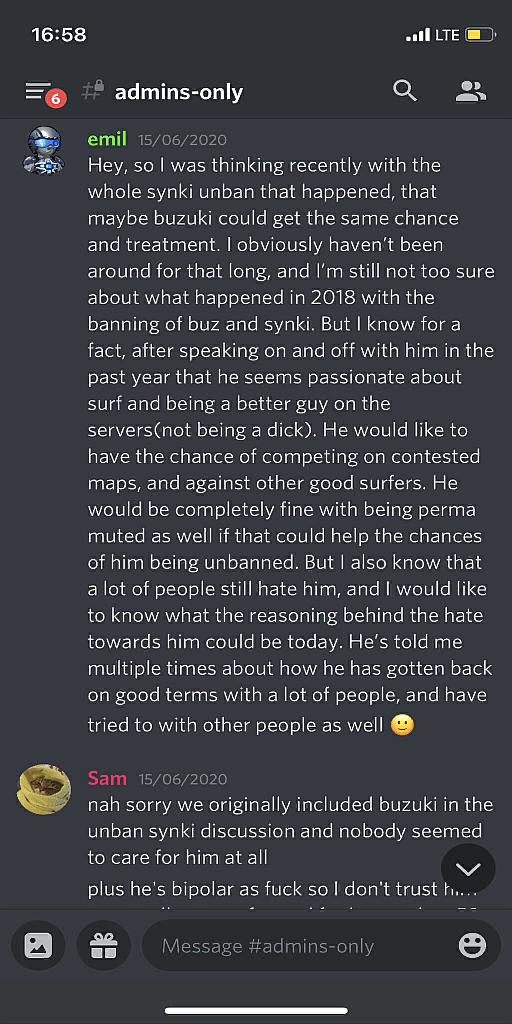 16:58
LTE
6
admins-only
emil 15/06/2020
Hey, so I was thinking recently with the
whole synki unban that happened, that
maybe buzuki could get the same chance
and treatment. I obviously haven't been
around for that long, and I'm still not too sure
about what happened in 2018 with the
banning of buz and synki. But I know for a
fact, after speaking on and off with him in the
past year that he seems passionate about
surf and being a better guy on the
servers(not being a dick). He would like to
have the chance of competing on contested
maps, and against other good surfers. He
would be completely fine with being perma
muted as well if that could help the chances
of him being unbanned. But I also know that
a lot of people still hate him, and I would like
to know what the reasoning behind the hate
towards him could be today. He's told me
multiple times about how he has gotten back
on good terms with a lot of people, and have
tried to with other people as well 🙂
Sam 15/06/2020
nah sorry we originally included buzuki in the
unban synki discussion and nobody seemed
to care for him at all
plus he's bipolar as fuck so I don't trust
Message #admins-only